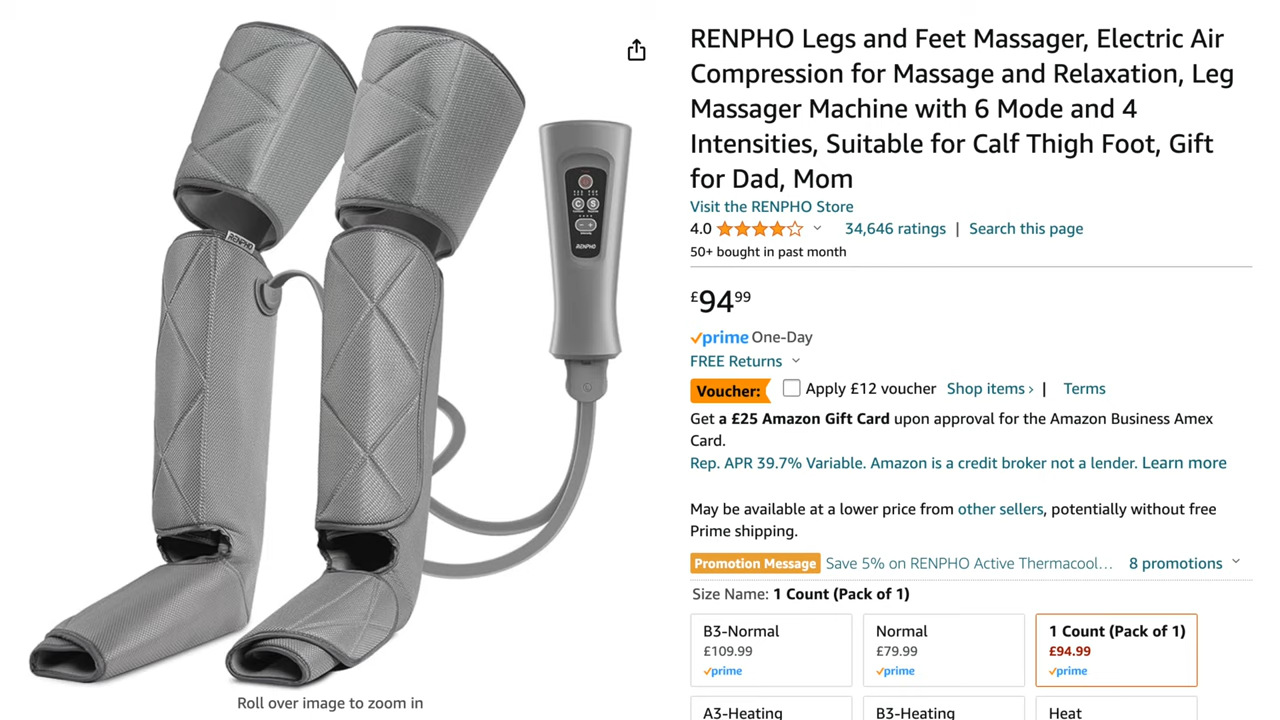 RENPHO Legs and Feet Massager, Electric Air
Compression for Massage and Relaxation, Leg
Massager Machine with 6 Mode and 4
Intensities, Suitable for Calf Thigh Foot, Gift
for Dad, Mom
Visit the RENPHO Store
4.0 34,646 ratings | Search this page
50+ bought in past month
£94.99
prime One-Day
FREE Returns
Voucher: Apply £12 voucher Shop items › | Terms
Get a £25 Amazon Gift Card upon approval for the Amazon Business Amex
Card.
Rep. APR 39.7% Variable. Amazon is a credit broker not a lender. Learn more
May be available at a lower price from other sellers, potentially without free
Prime shipping.
Promotion Message Save 5% on RENPHO Active Thermacool... 8 promotions
Size Name: 1 Count (Pack of 1)
B3-Normal Normal 1 Count (Pack of 1)
£109.99 £79.99 £94.99
prime prime prime
A3-Heating B3-Heating Heat
RENPHO
C S
- +
RENPHO
Roll over image to zoom in